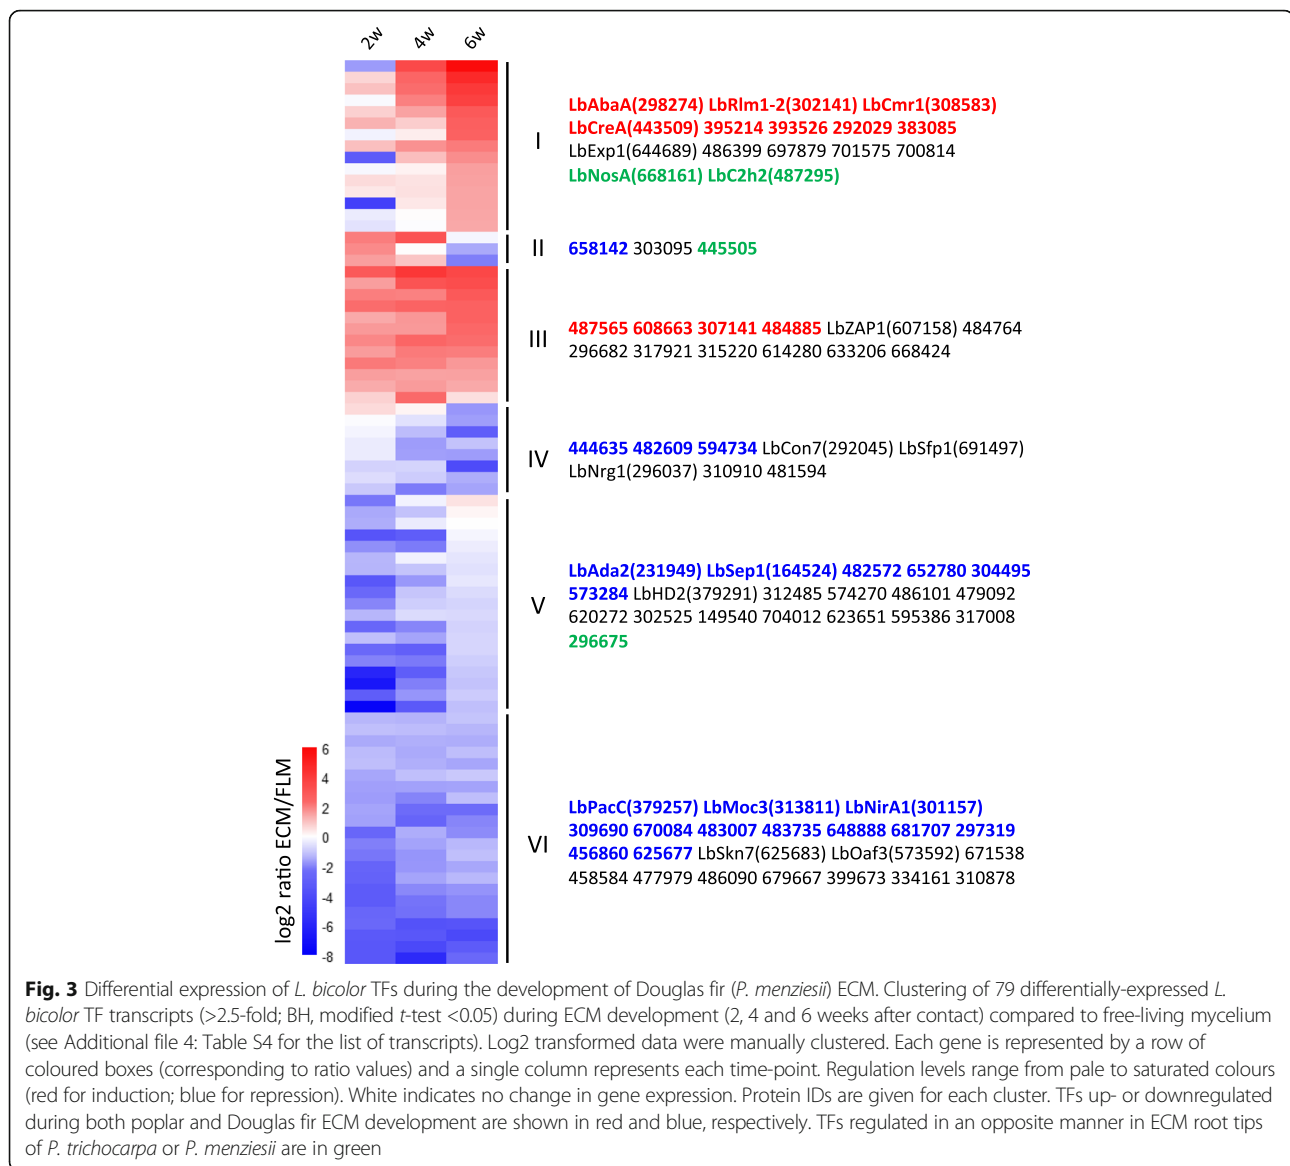 2w 4w 6w
I
LbAbaA(298274) LbRlm1-2(302141) LbCmr1(308583)
LbCreA(443509) 395214 393526 292029 383085
LbExp1(644689) 486399 697879 701575 700814
LbNosA(668161) LbC2h2(487295)
II
658142 303095 445505
III
487565 608663 307141 484885 LbZAP1(607158) 484764
296682 317921 315220 614280 633206 668424
IV
444635 482609 594734 LbCon7(292045) LbSfp1(691497)
LbNrg1(296037) 310910 481594
V
LbAda2(231949) LbSep1(164524) 482572 652780 304495
573284 LbHD2(379291) 312485 574270 486101 479092
620272 302525 149540 704012 623651 595386 317008
296675
VI
LbPacC(379257) LbMoc3(313811) LbNirA1(301157)
309690 670084 483007 483735 648888 681707 297319
456860 625677 LbSkn7(625683) LbOaf3(573592) 671538
458584 477979 486090 679667 399673 334161 310878
log2 ratio ECM/FLM
6
4
2
0
-2
-4
-6
-8
Fig. 3 Differential expression of L. bicolor TFs during the development of Douglas fir (P. menziesii) ECM. Clustering of 79 differentially-expressed L.
bicolor TF transcripts (>2.5-fold; BH, modified t-test <0.05) during ECM development (2, 4 and 6 weeks after contact) compared to free-living mycelium
(see Additional file 4: Table S4 for the list of transcripts). Log2 transformed data were manually clustered. Each gene is represented by a row of
coloured boxes (corresponding to ratio values) and a single column represents each time-point. Regulation levels range from pale to saturated colours
(red for induction; blue for repression). White indicates no change in gene expression. Protein IDs are given for each cluster. TFs up- or downregulated
during both poplar and Douglas fir ECM development are shown in red and blue, respectively. TFs regulated in an opposite manner in ECM root tips
of P. trichocarpa or P. menziesii are in green